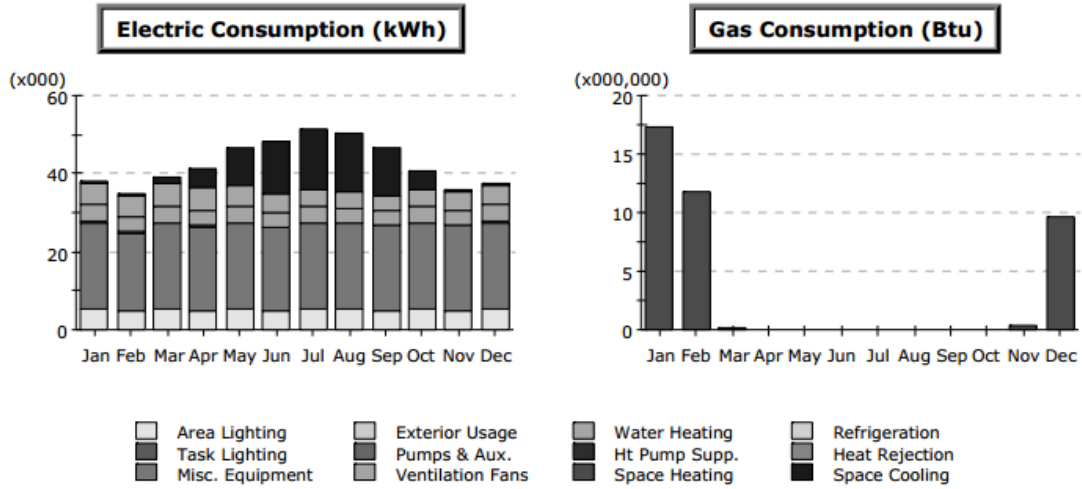 Electric Consumption (kWh)
(x000)
60
40
20
0
Jan Feb Mar Apr May Jun Jul Aug Sep Oct Nov Dec
Gas Consumption (Btu)
(x000,000)
20
15
10
5
0
Jan Feb Mar Apr May Jun Jul Aug Sep Oct Nov Dec
Area Lighting
Task Lighting
Misc. Equipment
Exterior Usage
Pumps & Aux.
Ventilation Fans
Water Heating
Ht Pump Supp.
Space Heating
Refrigeration
Heat Rejection
Space Cooling